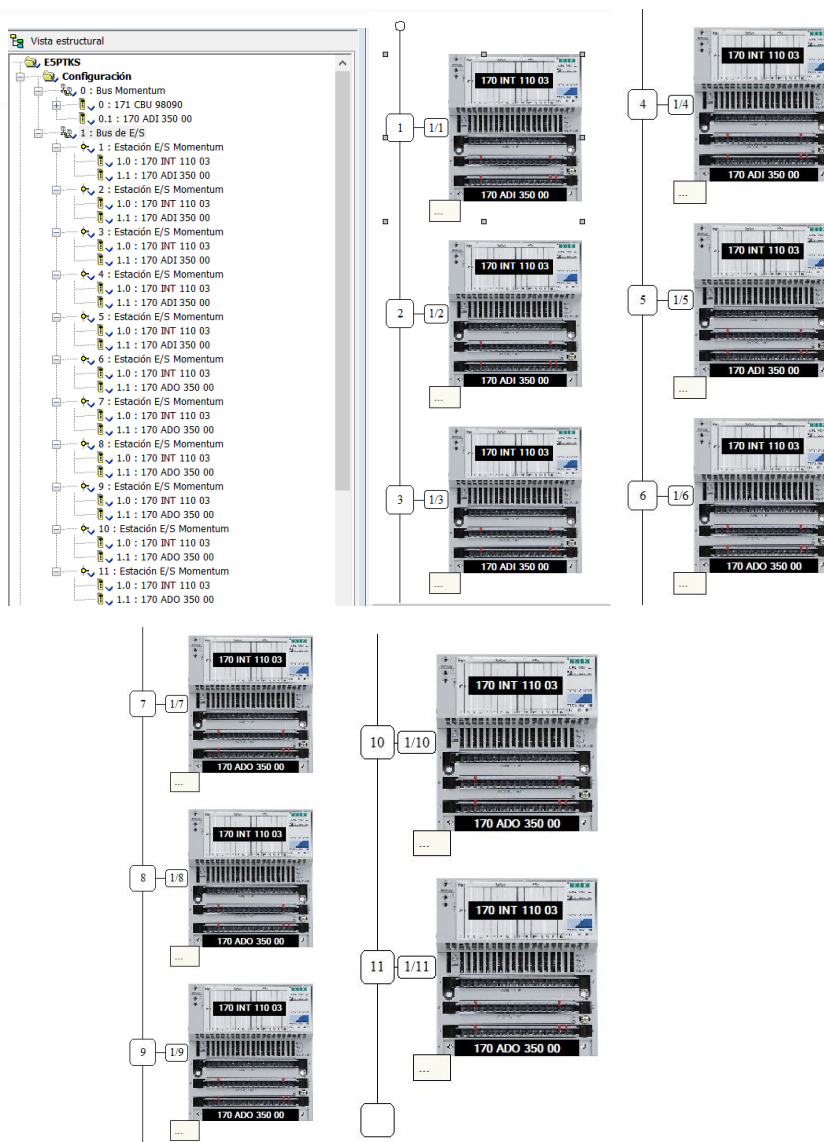 Vista estructural
E5PTKS
Configuración
0 : Bus Momentum
0 : 171 CBU 98090
0.1 : 170 ADI 350 00
1 : Bus de E/S
1 : Estación E/S Momentum
1.0 : 170 INT 110 03
1.1 : 170 ADI 350 00
2 : Estación E/S Momentum
1.0 : 170 INT 110 03
1.1 : 170 ADI 350 00
3 : Estación E/S Momentum
1.0 : 170 INT 110 03
1.1 : 170 ADI 350 00
4 : Estación E/S Momentum
1.0 : 170 INT 110 03
1.1 : 170 ADI 350 00
5 : Estación E/S Momentum
1.0 : 170 INT 110 03
1.1 : 170 ADI 350 00
6 : Estación E/S Momentum
1.0 : 170 INT 110 03
1.1 : 170 ADO 350 00
7 : Estación E/S Momentum
1.0 : 170 INT 110 03
1.1 : 170 ADO 350 00
8 : Estación E/S Momentum
1.0 : 170 INT 110 03
1.1 : 170 ADO 350 00
9 : Estación E/S Momentum
1.0 : 170 INT 110 03
1.1 : 170 ADO 350 00
10 : Estación E/S Momentum
1.0 : 170 INT 110 03
1.1 : 170 ADO 350 00
11 : Estación E/S Momentum
1.0 : 170 INT 110 03
1.1 : 170 ADO 350 00
170 INT 110 03
1 1/1
170 ADI 350 00
...
170 INT 110 03
2 1/2
170 ADI 350 00
...
170 INT 110 03
3 1/3
170 ADI 350 00
...
170 INT 110 03
4 1/4
170 ADI 350 00
...
170 INT 110 03
5 1/5
170 ADI 350 00
...
170 INT 110 03
6 1/6
170 ADO 350 00
...
170 INT 110 03
7 1/7
170 ADO 350 00
...
170 INT 110 03
8 1/8
170 ADO 350 00
...
170 INT 110 03
9 1/9
170 ADO 350 00
...
170 INT 110 03
10 1/10
170 ADO 350 00
...
170 INT 110 03
11 1/11
170 ADO 350 00
...